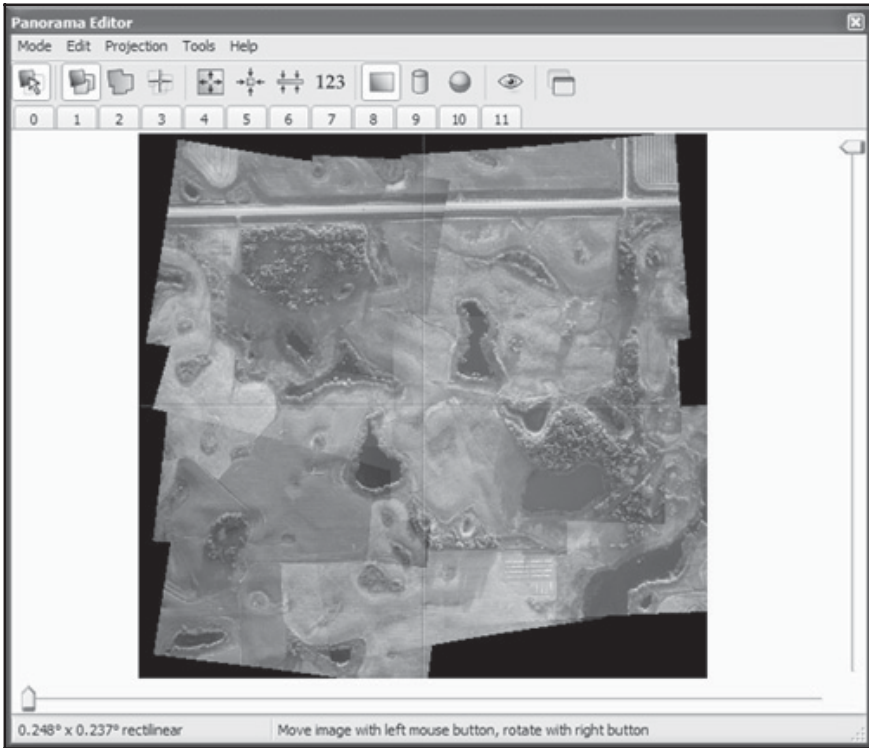 Panorama Editor
Mode Edit Projection Tools Help
123
0 1 2 3 4 5 6 7 8 9 10 11
0.248° x 0.237° rectilinear Move image with left mouse button, rotate with right button